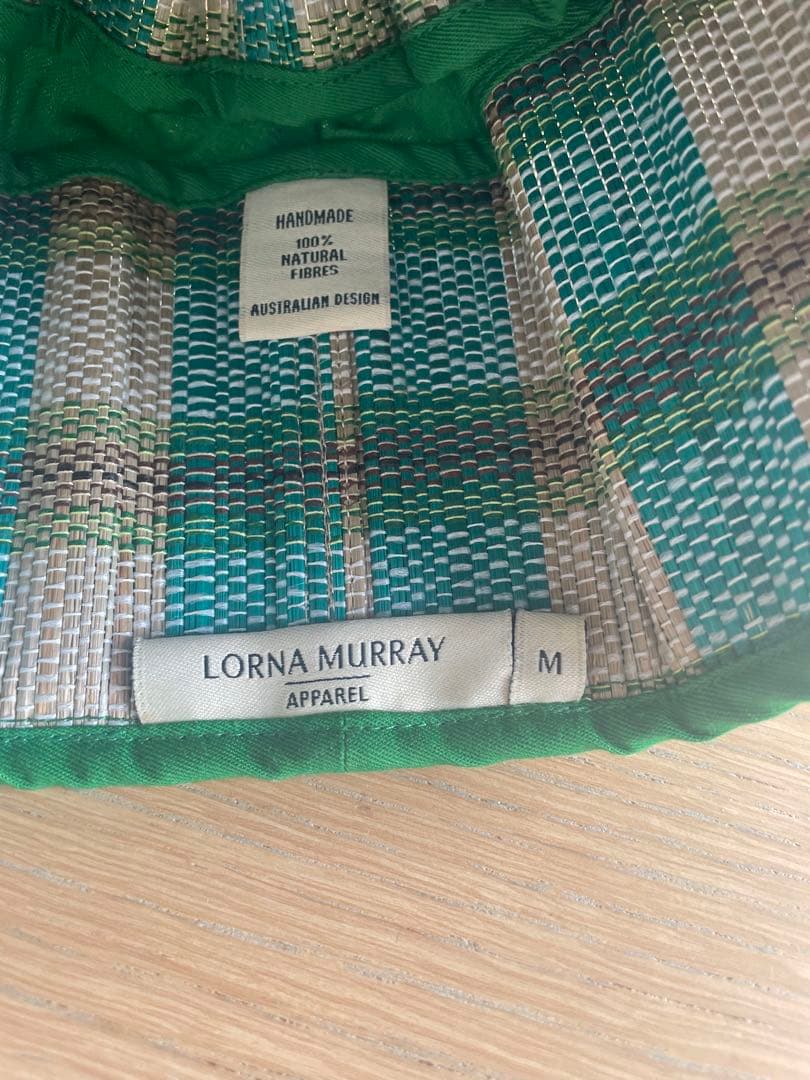 HANDMADE
100%
NATURAL
FIBRES
AUSTRALIAN DESIGN
LORNA MURRAY
APPAREL
M